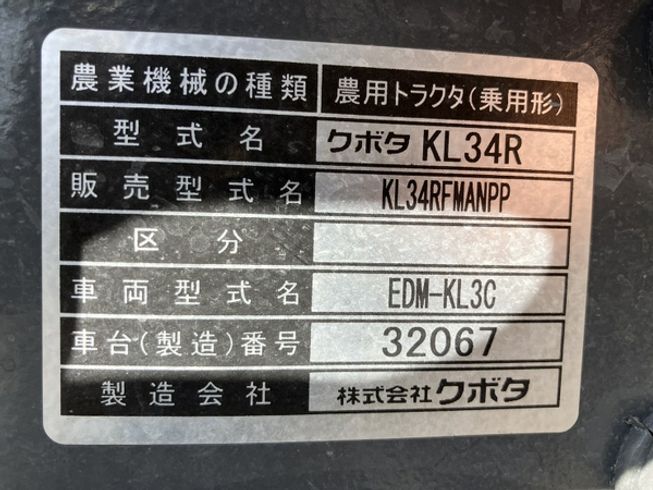 農業機械の種類 農用トラクタ(乗用形)
型式名 クボタ KL34R
販売型式名 KL34RFMANPP
区分
車両型式名 EDM-KL3C
車台(製造)番号 32067
製造会社 株式会社クボタ